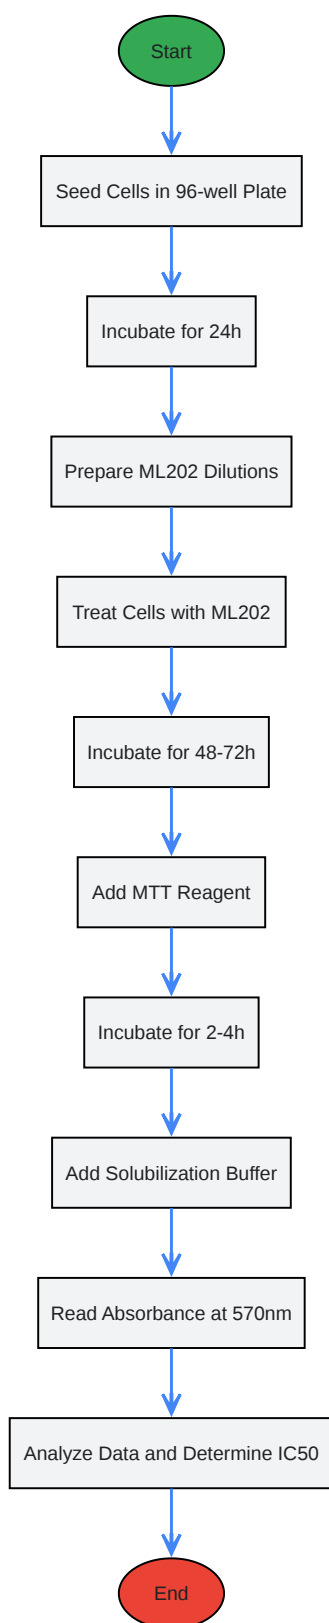 Start
Seed Cells in 96-well Plate
Incubate for 24h
Prepare ML202 Dilutions
Treat Cells with ML202
Incubate for 48-72h
Add MTT Reagent
Incubate for 2-4h
Add Solubilization Buffer
Read Absorbance at 570nm
Analyze Data and Determine IC50
End